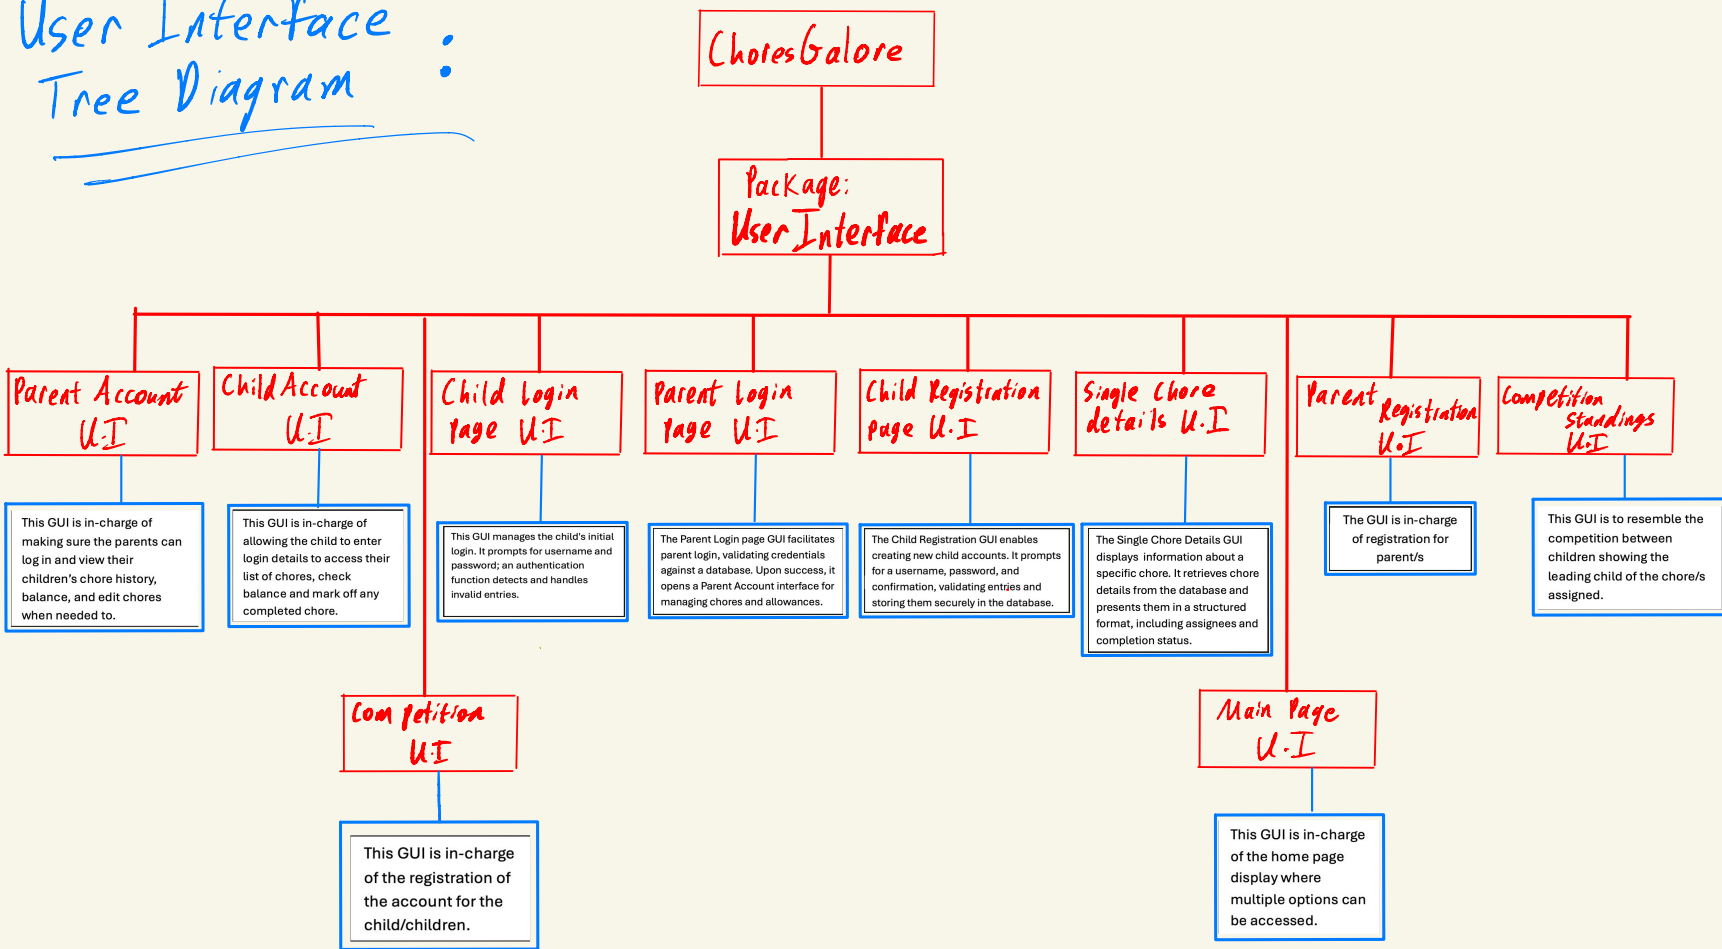 User Interface
Tree Diagram :
ChoresGalore
Package:
User Interface
Parent Account
U.I
Child Account
U.I
Child Login
Page U.I
Parent Login
Page U.I
Child Registration
Page U.I
Single Chore
details U.I
Parent
Registration
U.I
Competition
Standings
U.I
This GUI is in-charge of
making sure the parents can
log in and view their
children's chore history,
balance, and edit chores
when needed to.
This GUI is in-charge of
allowing the child to enter
login details to access their
list of chores, check
balance and mark off any
completed chore.
This GUI manages the child's initial
login. It prompts for username and
password; an authentication
function detects and handles
invalid entries.
The Parent Login page GUI facilitates
parent login, validating credentials
against a database. Upon success, it
opens a Parent Account interface for
managing chores and allowances.
The Child Registration GUI enables
creating new child accounts. It prompts
for a username, password, and
confirmation, validating entries and
storing them securely in the database.
The Single Chore Details GUI
displays information about a
specific chore. It retrieves chore
details from the database and
presents them in a structured
format, including assignees and
completion status.
The GUI is in-charge
of registration for
parent/s
This GUI is to resemble the
competition between
children showing the
leading child of the chore/s
assigned.
Competition
U.I
Main Page
U.I
This GUI is in-charge
of the registration of
the account for the
child/children.
This GUI is in-charge
of the home page
display where
multiple options can
be accessed.